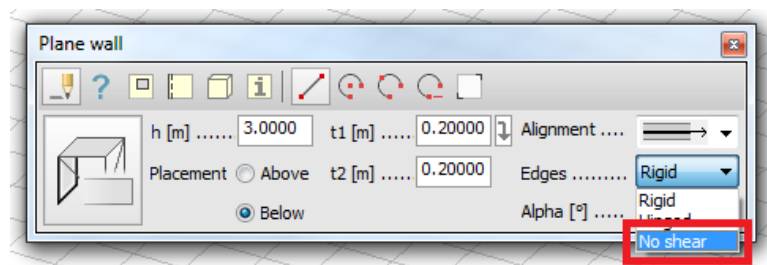 Plane wall
h [m] ...... 3.0000 t1 [m] ..... 0.20000 Alignment ....
Placement Above t2 [m] ..... 0.20000 Edges ......... Rigid
Below Alpha [°] ..... Rigid
No shear